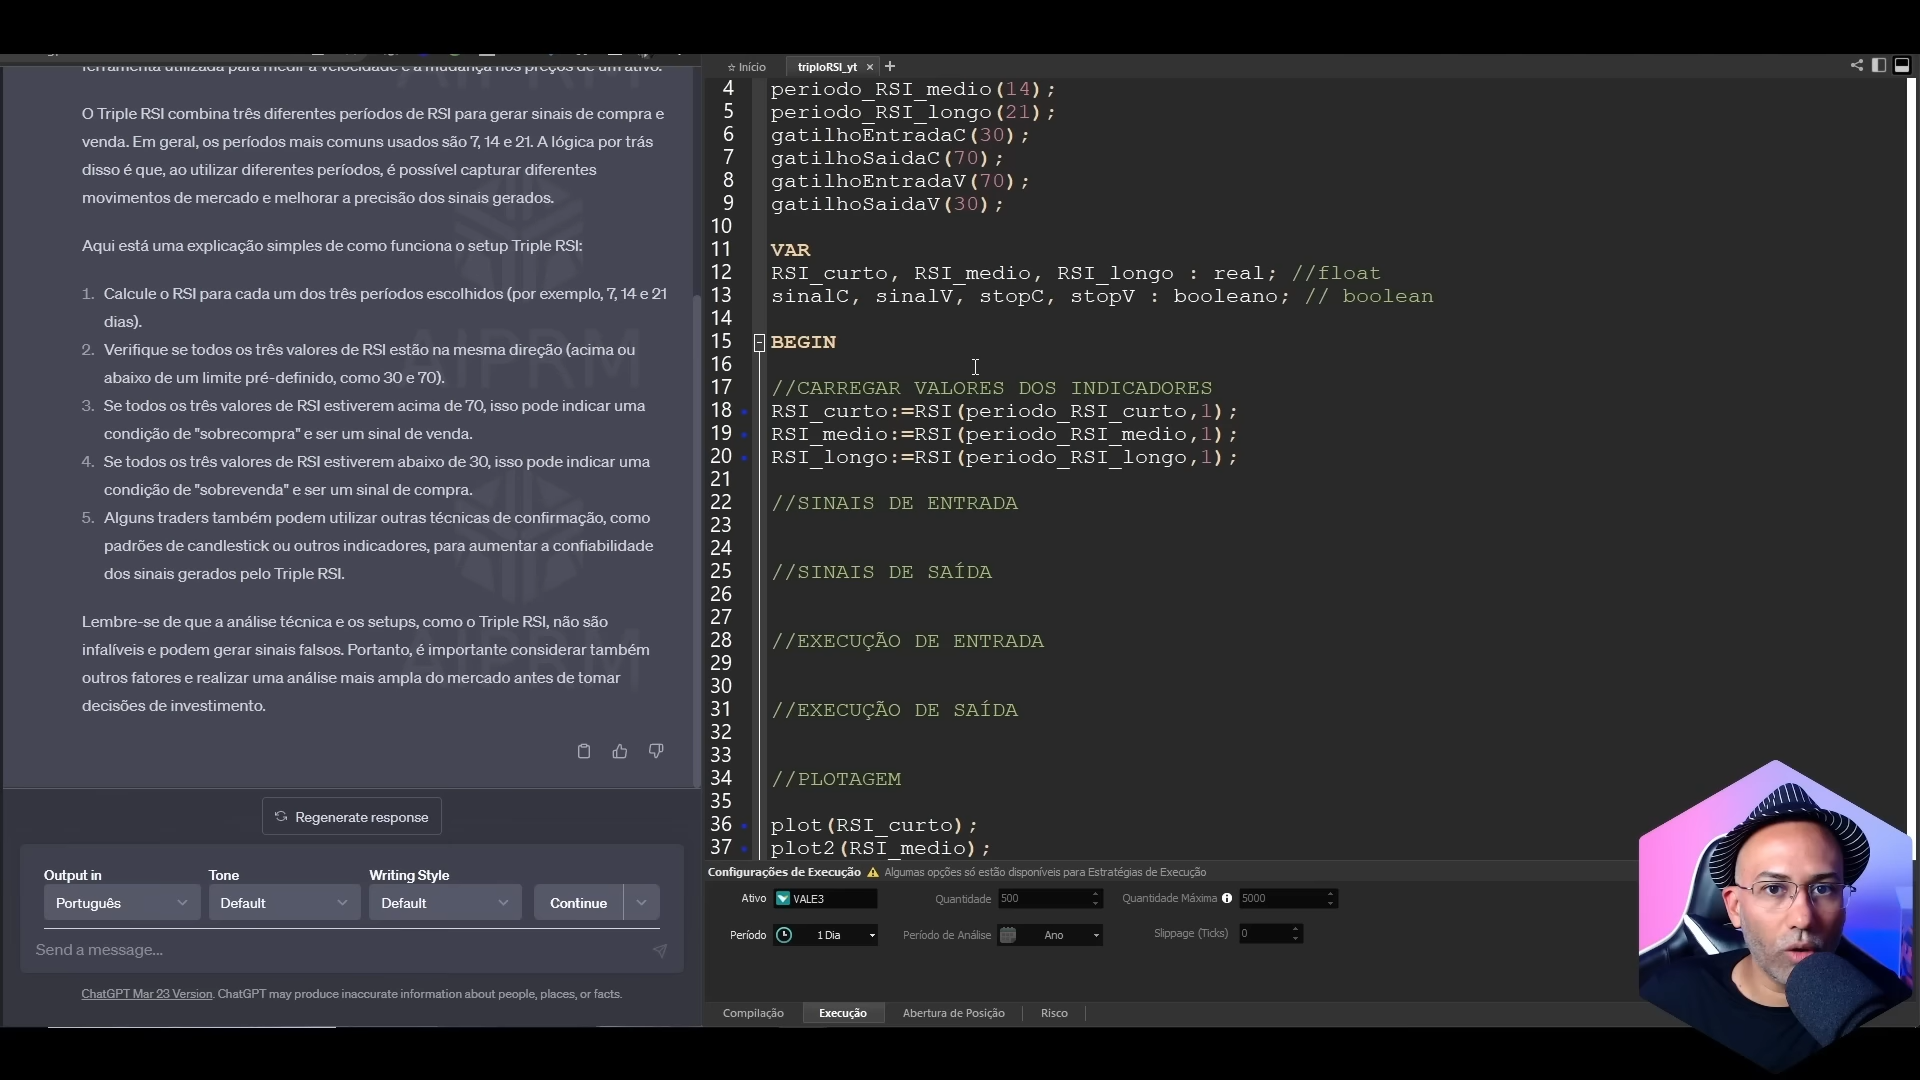 ferramenta utilizada para medir a velocidade e a mudança nos preços de um ativo.
O Triple RSI combina três diferentes períodos de RSI para gerar sinais de compra e
venda. Em geral, os períodos mais comuns usados são 7, 14 e 21. A lógica por trás
disso é que, ao utilizar diferentes períodos, é possível capturar diferentes
movimentos de mercado e melhorar a precisão dos sinais gerados.
Aqui está uma explicação simples de como funciona o setup Triple RSI:
1. Calcule o RSI para cada um dos três períodos escolhidos (por exemplo, 7, 14 e 21
dias).
2. Verifique se todos os três valores de RSI estão na mesma direção (acima ou
abaixo de um limite pré-definido, como 30 e 70).
3. Se todos os três valores de RSI estiverem acima de 70, isso pode indicar uma
condição de "sobrecompra" e ser um sinal de venda.
4. Se todos os três valores de RSI estiverem abaixo de 30, isso pode indicar uma
condição de "sobrevenda" e ser um sinal de compra.
5. Alguns traders também podem utilizar outras técnicas de confirmação, como
padrões de candlestick ou outros indicadores, para aumentar a confiabilidade
dos sinais gerados pelo Triple RSI.
Lembre-se de que a análise técnica e os setups, como o Triple RSI, não são
infalíveis e podem gerar sinais falsos. Portanto, é importante considerar também
outros fatores e realizar uma análise mais ampla do mercado antes de tomar
decisões de investimento.
AIPRM
AIPRM
AIPRM
Regenerate response
Output in Tone Writing Style
Português Default Default Continue
Send a message...
ChatGPT Mar 23 Version. ChatGPT may produce inaccurate information about people, places, or facts.
Início triploRSI_yt × +
4 periodo_RSI_medio(14);
5 periodo_RSI_longo(21);
6 gatilhoEntradaC(30);
7 gatilhoSaidaC(70);
8 gatilhoEntradaV(70);
9 gatilhoSaidaV(30);
10
11 VAR
12 RSI_curto, RSI_medio, RSI_longo : real; //float
13 sinalC, sinalV, stopC, stopV : booleano; // boolean
14
15 BEGIN
16
17 //CARREGAR VALORES DOS INDICADORES
18 RSI_curto:=RSI(periodo_RSI_curto,1);
19 RSI_medio:=RSI(periodo_RSI_medio,1);
20 RSI_longo:=RSI(periodo_RSI_longo,1);
21
22 //SINAIS DE ENTRADA
23
24
25 //SINAIS DE SAÍDA
26
27
28 //EXECUÇÃO DE ENTRADA
29
30
31 //EXECUÇÃO DE SAÍDA
32
33
34 //PLOTAGEM
35
36 plot(RSI_curto);
37 plot2(RSI_medio);
Configurações de Execução Algumas opções só estão disponíveis para Estratégias de Execução
Ativo VALE3 Quantidade 500 Quantidade Máxima 5000
Período 1 Dia Período de Análise Ano Slippage (Ticks) 0
Compilação Execução Abertura de Posição Risco